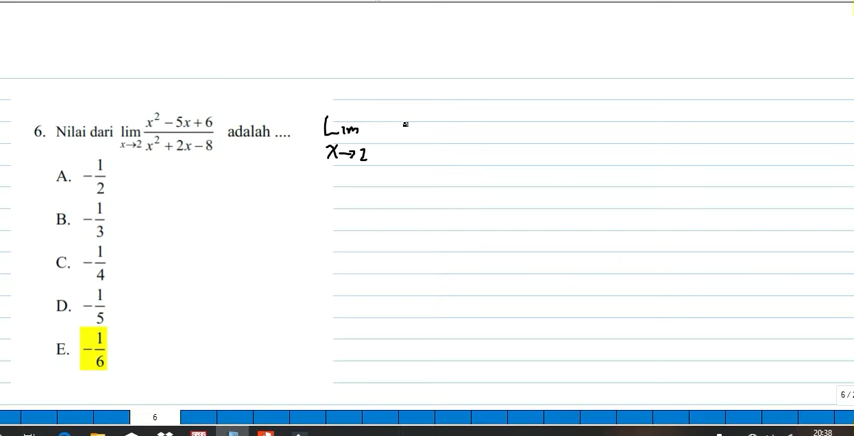 6. Nilai dari lim x→2 x² − 5x + 6 / x² + 2x − 8 adalah ....
Lim
x→2
A. −1/2
B. −1/3
C. −1/4
D. −1/5
E. −1/6
6
20:38